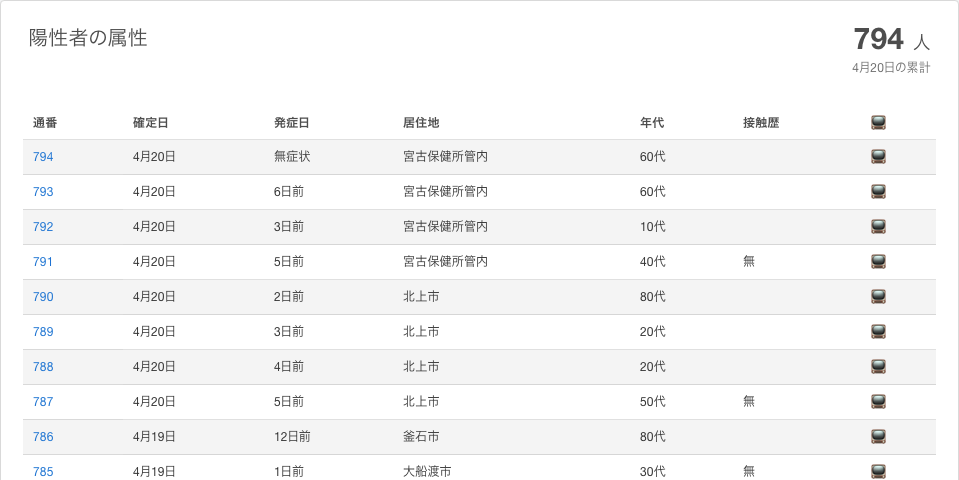 陽性者の属性
794 人
4月20日の累計
通番 確定日 発症日 居住地 年代 接触歴
794 4月20日 無症状 宮古保健所管内 60代
793 4月20日 6日前 宮古保健所管内 60代
792 4月20日 3日前 宮古保健所管内 10代
791 4月20日 5日前 宮古保健所管内 40代 無
790 4月20日 2日前 北上市 80代
789 4月20日 3日前 北上市 20代
788 4月20日 4日前 北上市 20代
787 4月20日 5日前 北上市 50代 無
786 4月19日 12日前 釜石市 80代
785 4月19日 1日前 大船渡市 30代 無